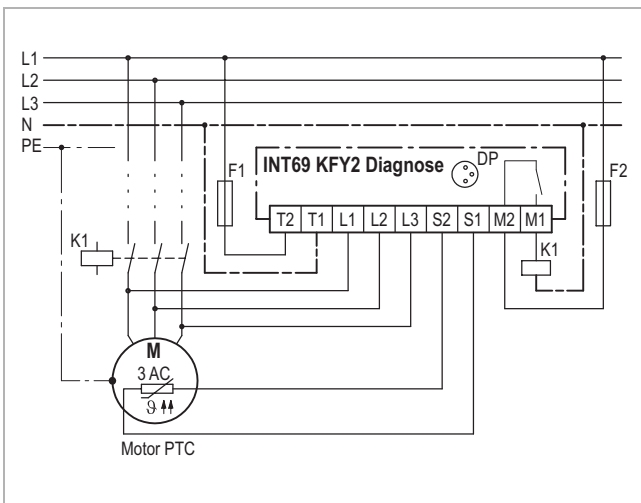 L1
L2
L3
N
PE
INT69 KFY2 Diagnose
DP
F1
F2
T2 T1 L1 L2 L3 S2 S1 M2 M1
K1
K1
M
3 AC
ϑ
Motor PTC